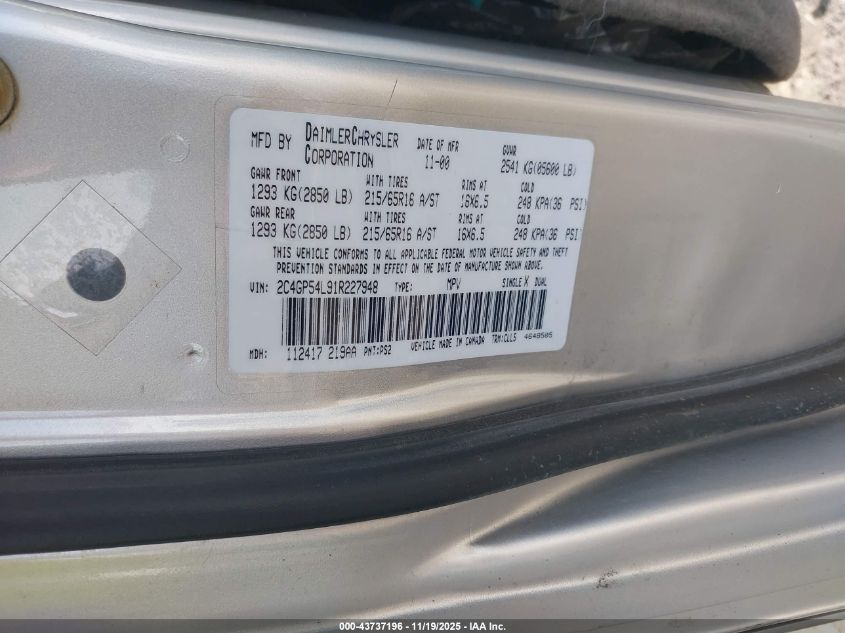 MFD BY DAIMLERCHRYSLER CORPORATION DATE OF MFR 11-00 GVWR 2541 KG(05600 LB)
GAWR FRONT WITH TIRES RIMS AT COLD
1293 KG(2850 LB) 215/65R16 A/ST 16X6.5 248 KPA(36 PSI)
GAWR REAR WITH TIRES RIMS AT COLD
1293 KG(2850 LB) 215/65R16 A/ST 16X6.5 248 KPA(36 PSI)
THIS VEHICLE CONFORMS TO ALL APPLICABLE FEDERAL MOTOR VEHICLE SAFETY AND THEFT
PREVENTION STANDARDS IN EFFECT ON THE DATE OF MANUFACTURE SHOWN ABOVE.
VIN: 2C4GP54L91R227948 TYPE: MPV SINGLE X DUAL
MDH: 112417 219AA PNT:PS2 VEHICLE MADE IN CANADA TRM:CLL5 4648505
000-43737196 - 11/19/2025 - IAA Inc.